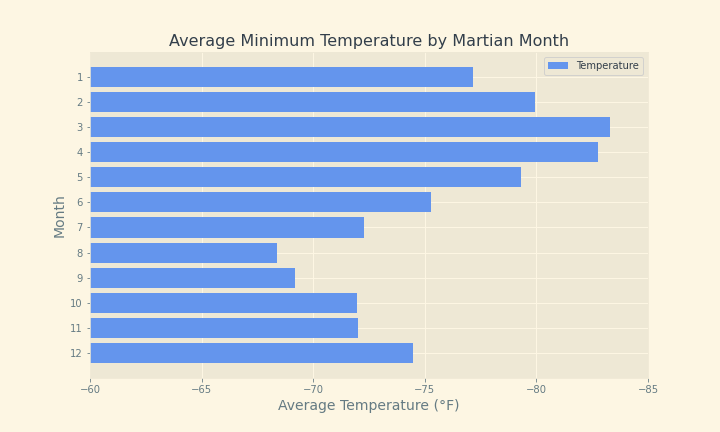 Average Minimum Temperature by Martian Month
Temperature
Month
1
2
3
4
5
6
7
8
9
10
11
12
−60 −65 −70 −75 −80 −85
Average Temperature (°F)